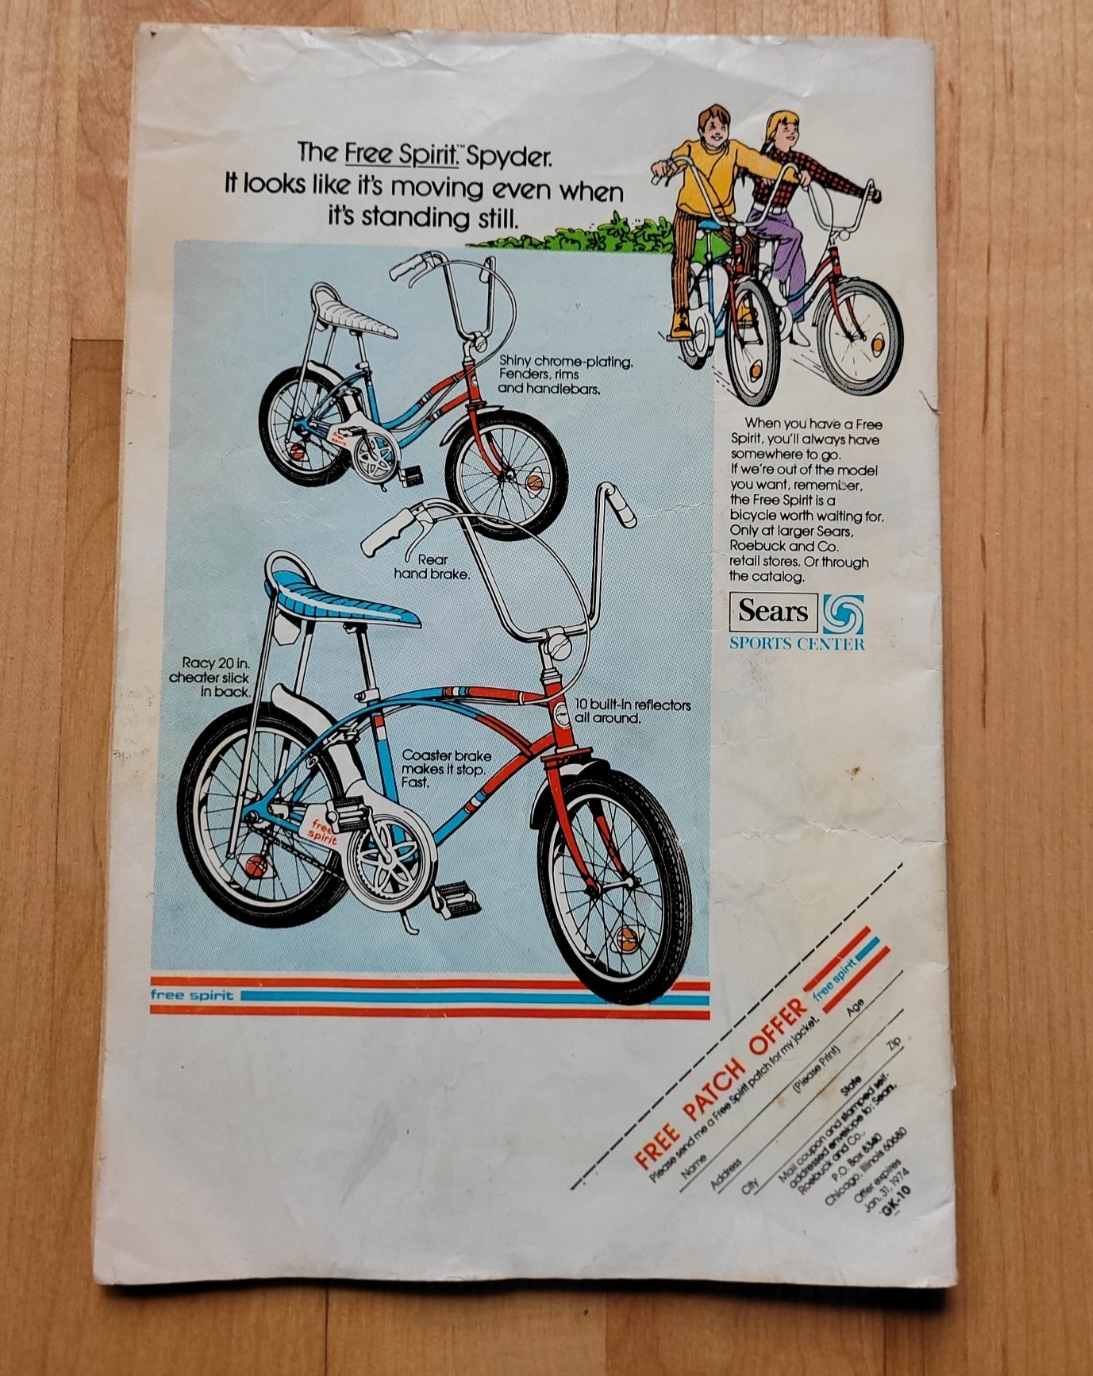 The Free Spirit.™ Spyder.
It looks like it's moving even when
it's standing still.
Shiny chrome-plating.
Fenders, rims
and handlebars.
Rear
hand brake.
Racy 20 in.
cheater slick
in back.
10 built-in reflectors
all around.
Coaster brake
makes it stop.
Fast.
free
spirit
free spirit
When you have a Free
Spirit, you'll always have
somewhere to go.
If we're out of the model
you want, remember,
the Free Spirit is a
bicycle worth waiting for.
Only at larger Sears,
Roebuck and Co.
retail stores. Or through
the catalog.
Sears
SPORTS CENTER
FREE PATCH OFFER
free spirit
Please send me a Free Spirit patch for my jacket.
Age
Name
(Please Print)
Address
City
State
Zip
Mail coupon and stamped self-
addressed envelope to: Sears,
Roebuck and Co.,
P.O. Box 8340
Chicago, Illinois 60680
Offer expires
Jan. 31, 1974
GK-10